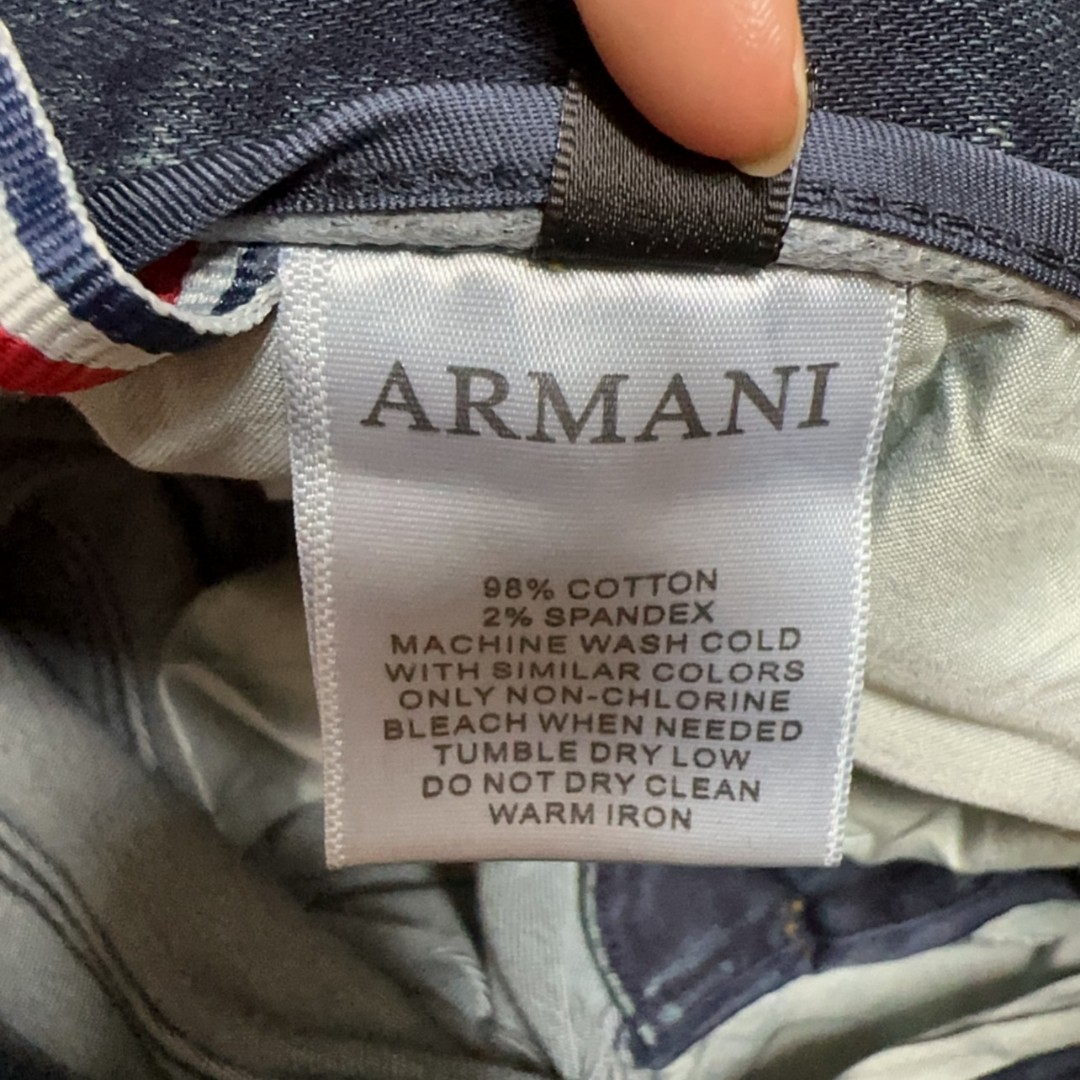 ARMANI
98% COTTON
2% SPANDEX
MACHINE WASH COLD
WITH SIMILAR COLORS
ONLY NON-CHLORINE
BLEACH WHEN NEEDED
TUMBLE DRY LOW
DO NOT DRY CLEAN
WARM IRON